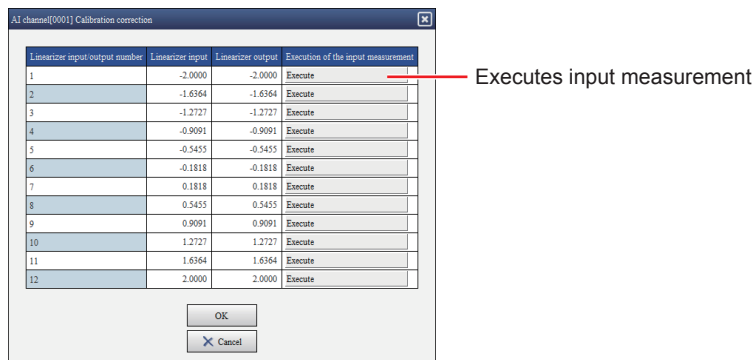 AI channel[0001] Calibration correction
Linearizer input/output number Linearizer input Linearizer output Execution of the input measurement
1 -2.0000 -2.0000 Execute
2 -1.6364 -1.6364 Execute
3 -1.2727 -1.2727 Execute
4 -0.9091 -0.9091 Execute
5 -0.5455 -0.5455 Execute
6 -0.1818 -0.1818 Execute
7 0.1818 0.1818 Execute
8 0.5455 0.5455 Execute
9 0.9091 0.9091 Execute
10 1.2727 1.2727 Execute
11 1.6364 1.6364 Execute
12 2.0000 2.0000 Execute
OK
Cancel
Executes input measurement